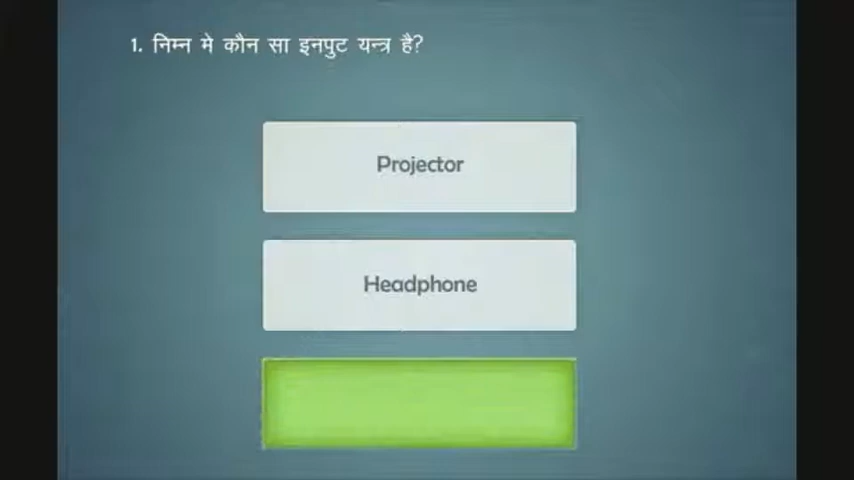 1. निम्न मे कौन सा इनपुट यन्त्र है?
Projector
Headphone